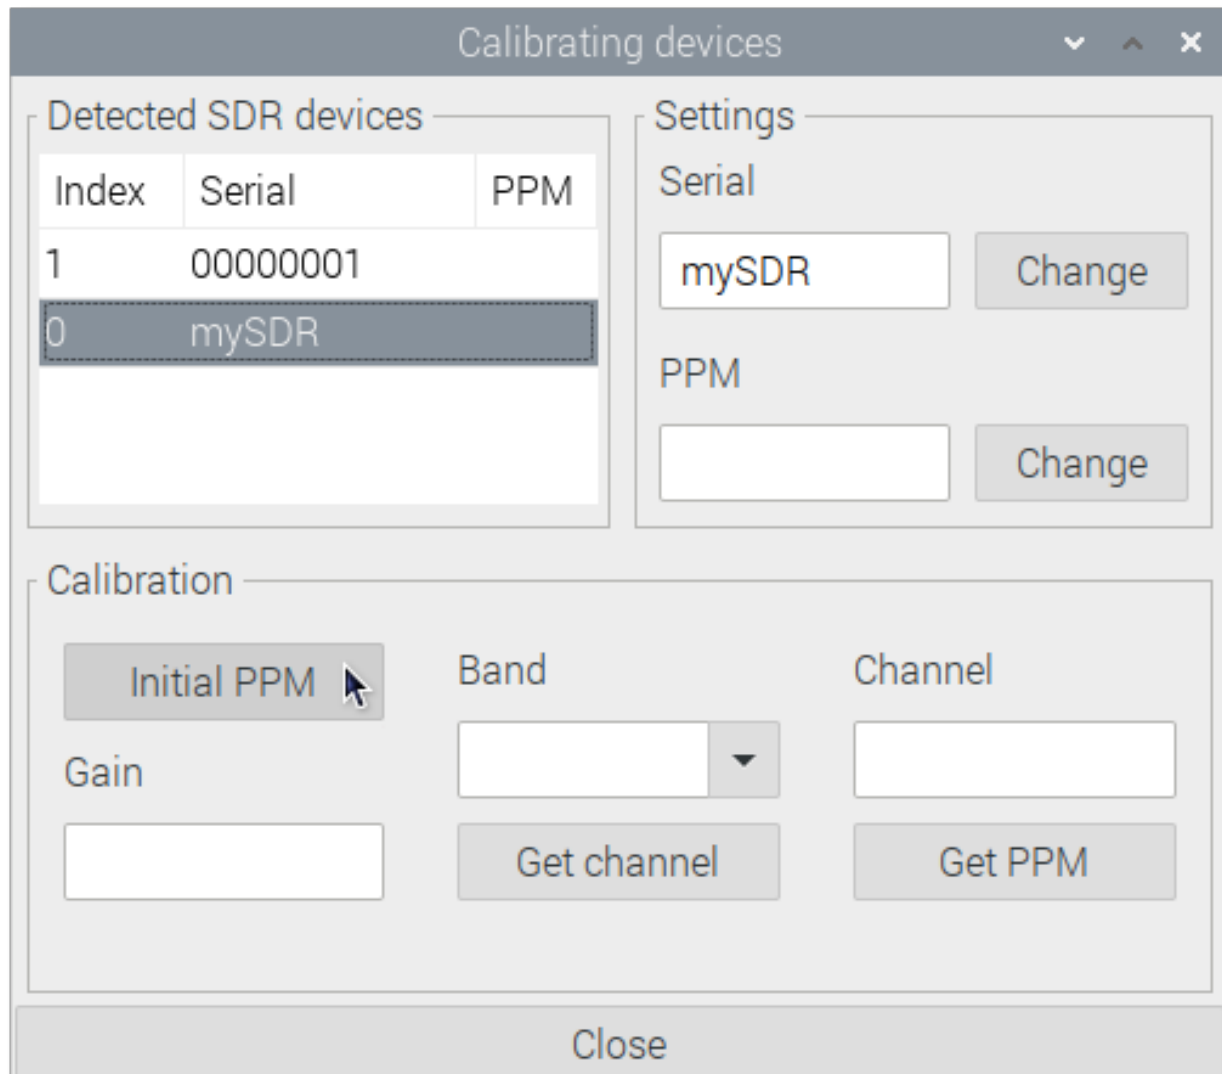 Calibrating devices
Detected SDR devices
Index Serial PPM
1 00000001
0 mySDR
Settings
Serial
mySDR Change
PPM
Change
Calibration
Initial PPM Band Channel
Gain
Get channel Get PPM
Close